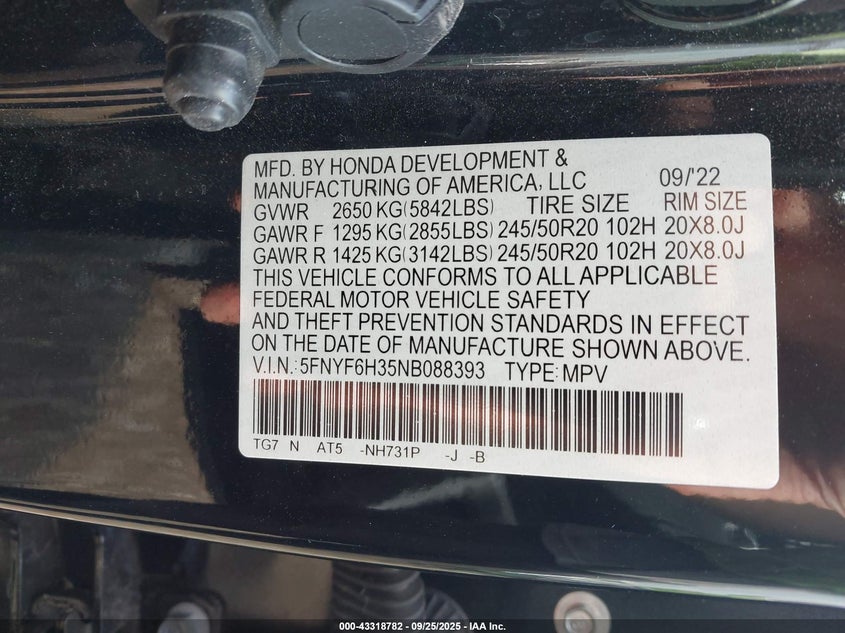 MFD. BY HONDA DEVELOPMENT &
MANUFACTURING OF AMERICA, LLC 09/'22
GVWR 2650 KG(5842LBS) TIRE SIZE RIM SIZE
GAWR F 1295 KG(2855LBS) 245/50R20 102H 20X8.0J
GAWR R 1425 KG(3142LBS) 245/50R20 102H 20X8.0J
THIS VEHICLE CONFORMS TO ALL APPLICABLE
FEDERAL MOTOR VEHICLE SAFETY
AND THEFT PREVENTION STANDARDS IN EFFECT
ON THE DATE OF MANUFACTURE SHOWN ABOVE.
V.I.N.: 5FNYF6H35NB088393 TYPE: MPV
TG7 N AT5 -NH731P -J -B
000-43318782 - 09/25/2025 - IAA Inc.